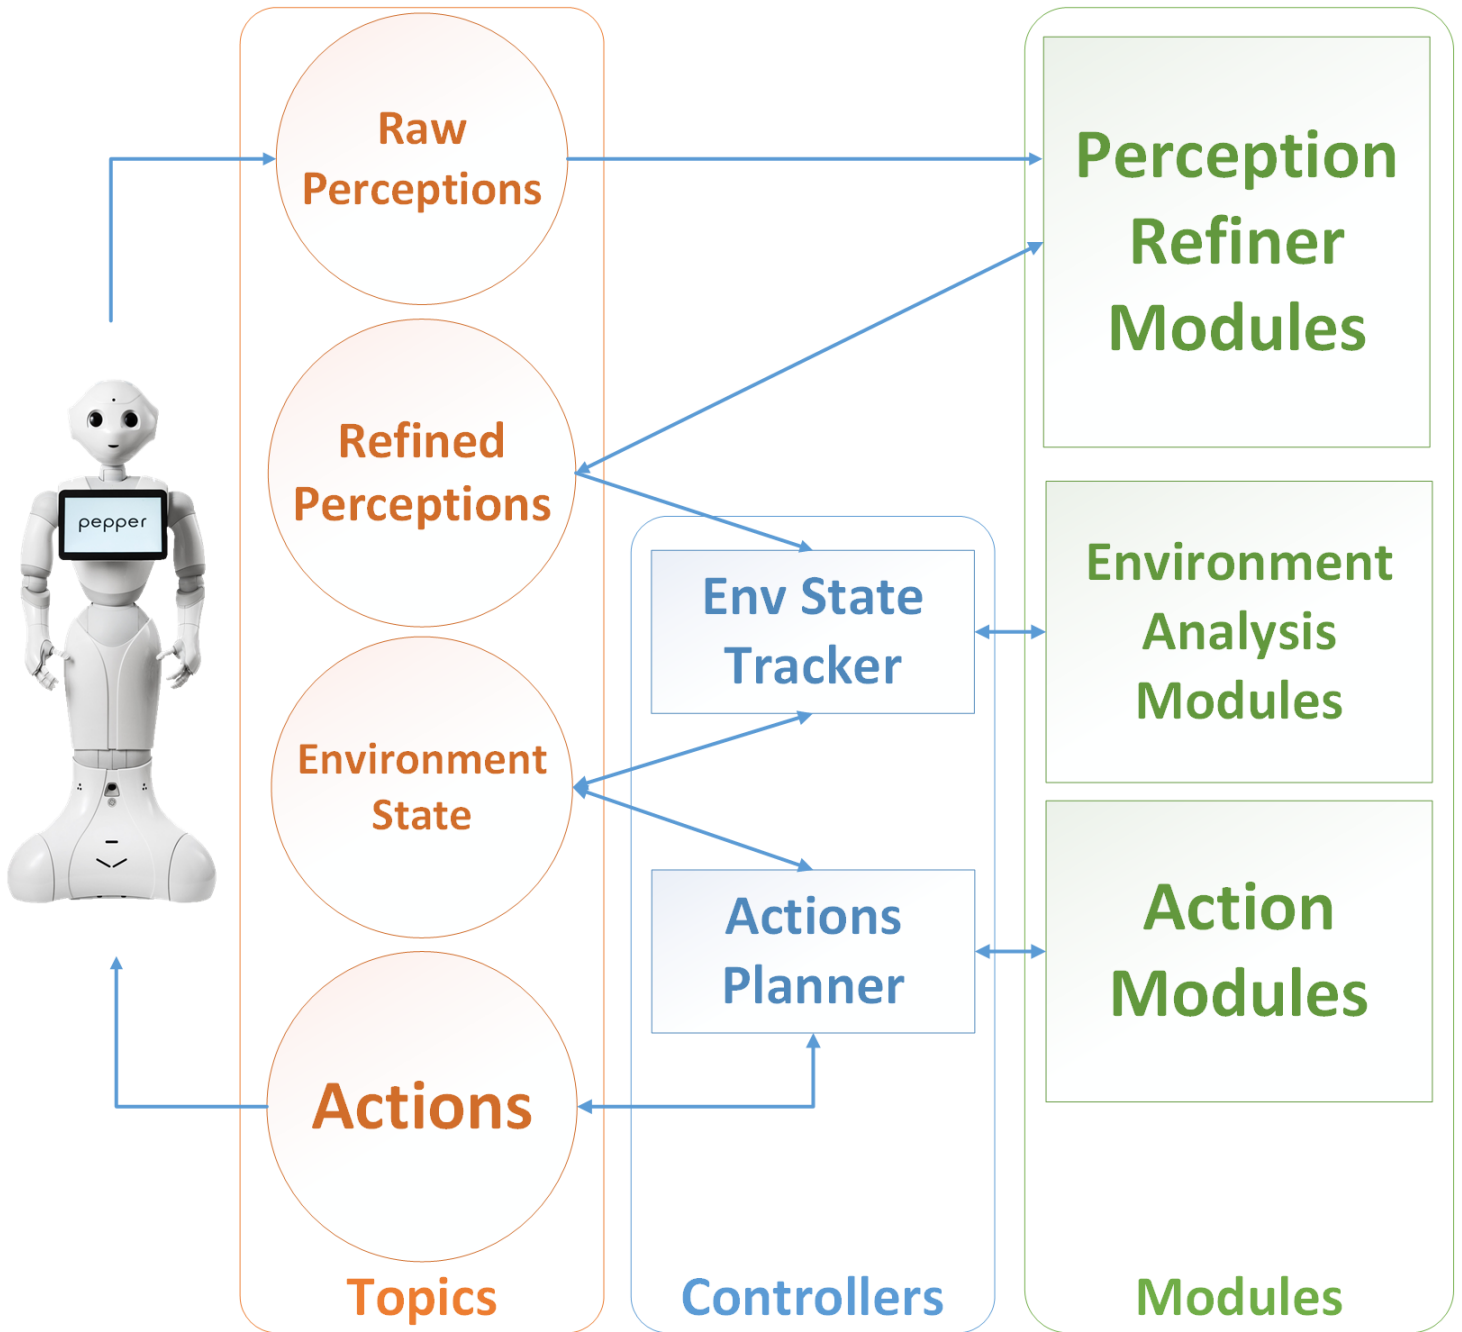 Raw
Perceptions
Refined
Perceptions
Environment
State
Actions
Topics
pepper
Env State
Tracker
Actions
Planner
Controllers
Perception
Refiner
Modules
Environment
Analysis
Modules
Action
Modules
Modules